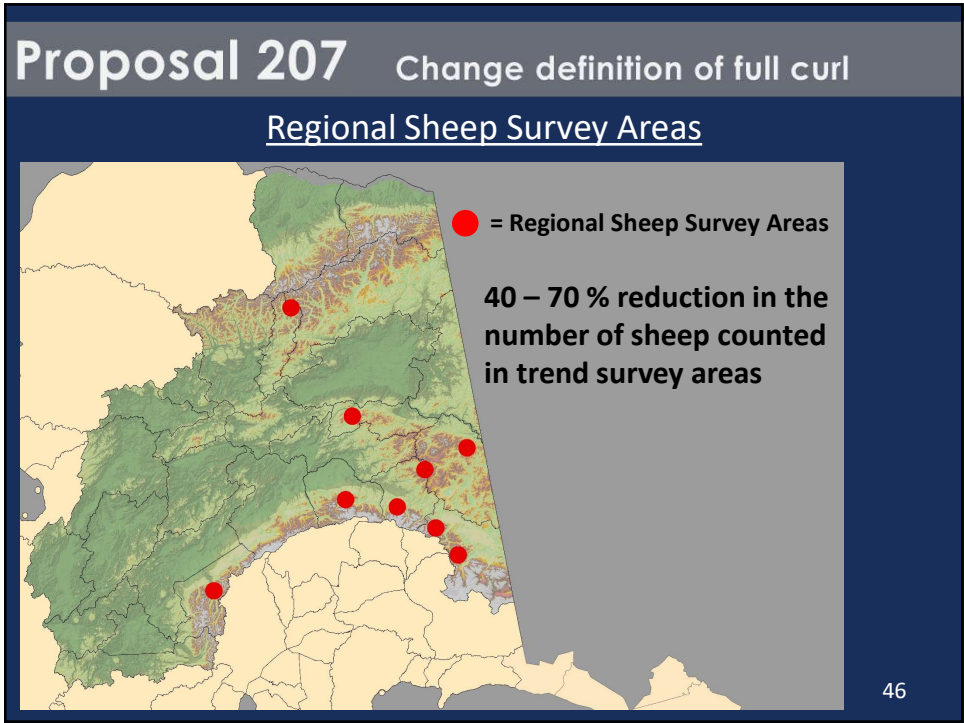 Proposal 207 Change definition of full curl
Regional Sheep Survey Areas
= Regional Sheep Survey Areas
40 – 70 % reduction in the
number of sheep counted
in trend survey areas
46